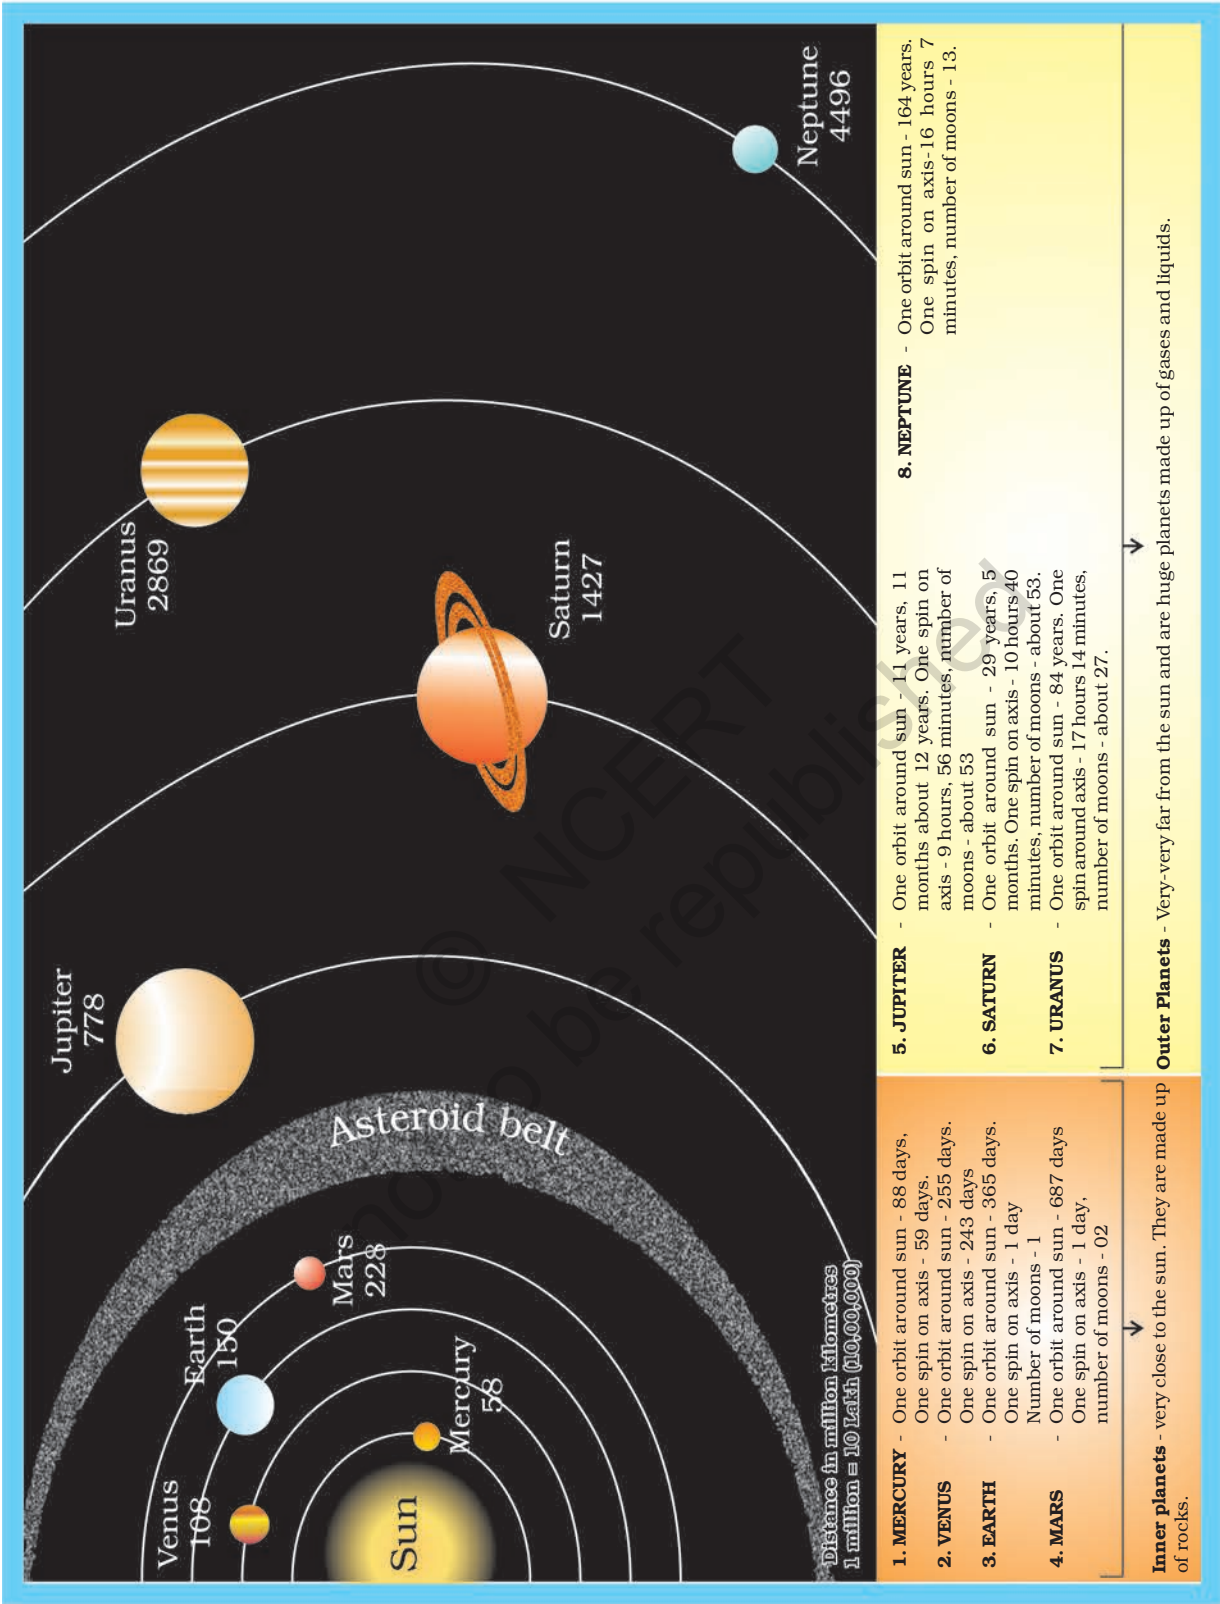 Sun
Mercury
58
Venus
108
Earth
150
Mars
228
Asteroid belt
Jupiter
778
Saturn
1427
Uranus
2869
Neptune
4496
Distance in million kilometres
1 million = 10 Lakh (10,00,000)
1. MERCURY - One orbit around sun - 88 days,
One spin on axis - 59 days.
2. VENUS - One orbit around sun - 255 days.
One spin on axis - 243 days
3. EARTH - One orbit around sun - 365 days.
One spin on axis - 1 day
Number of moons - 1
4. MARS - One orbit around sun - 687 days
One spin on axis - 1 day,
number of moons - 02
Inner planets - very close to the sun. They are made up
of rocks.
5. JUPITER - One orbit around sun - 11 years, 11
months about 12 years. One spin on
axis - 9 hours, 56 minutes, number of
moons - about 53
6. SATURN - One orbit around sun - 29 years, 5
months. One spin on axis - 10 hours 40
minutes, number of moons - about 53.
7. URANUS - One orbit around sun - 84 years. One
spin around axis - 17 hours 14 minutes,
number of moons - about 27.
8. NEPTUNE - One orbit around sun - 164 years.
One spin on axis-16 hours 7
minutes, number of moons - 13.
Outer Planets - Very-very far from the sun and are huge planets made up of gases and liquids.
© NCERT
not to be republished